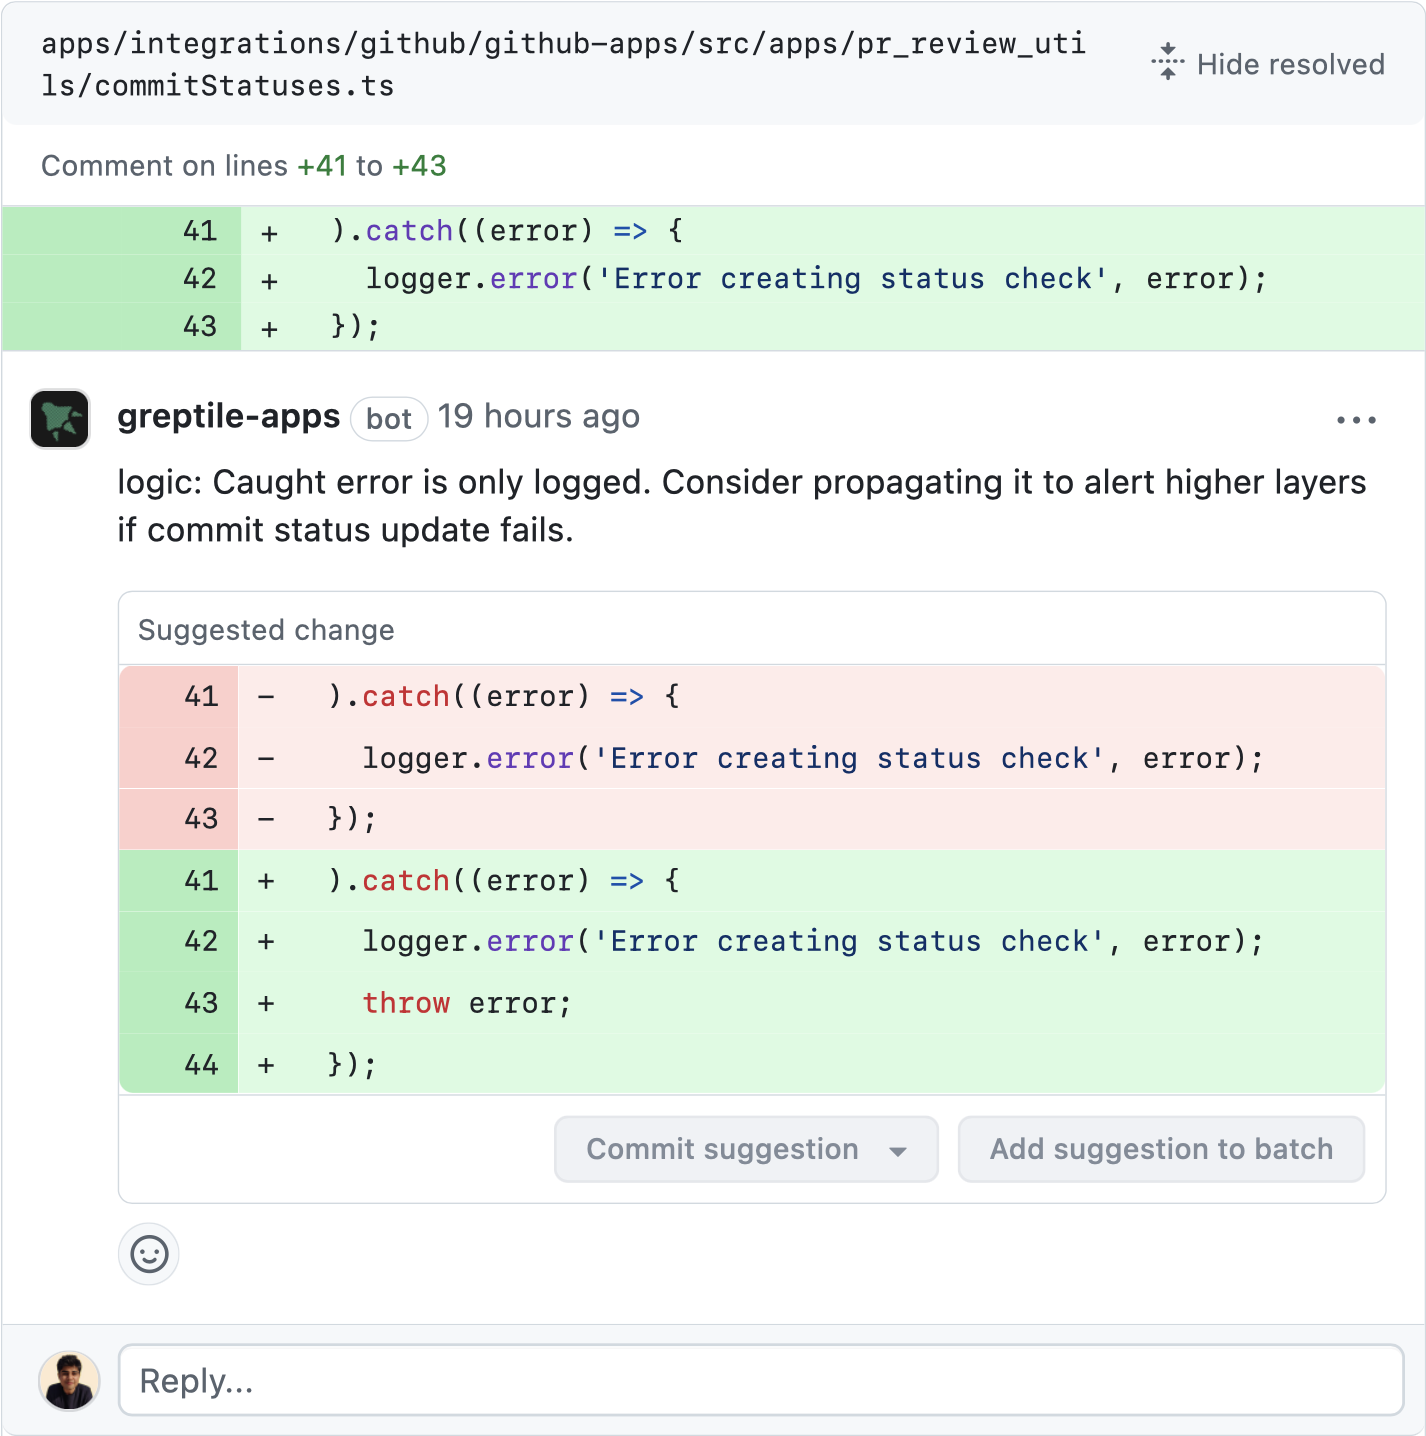 apps/integrations/github/github-apps/src/apps/pr_review_uti
ls/commitStatuses.ts
Hide resolved
Comment on lines +41 to +43
41 + ).catch((error) => {
42 + logger.error('Error creating status check', error);
43 + });
greptile-apps bot 19 hours ago
logic: Caught error is only logged. Consider propagating it to alert higher layers
if commit status update fails.
Suggested change
41 - ).catch((error) => {
42 - logger.error('Error creating status check', error);
43 - });
41 + ).catch((error) => {
42 + logger.error('Error creating status check', error);
43 + throw error;
44 + });
Commit suggestion
Add suggestion to batch
Reply...